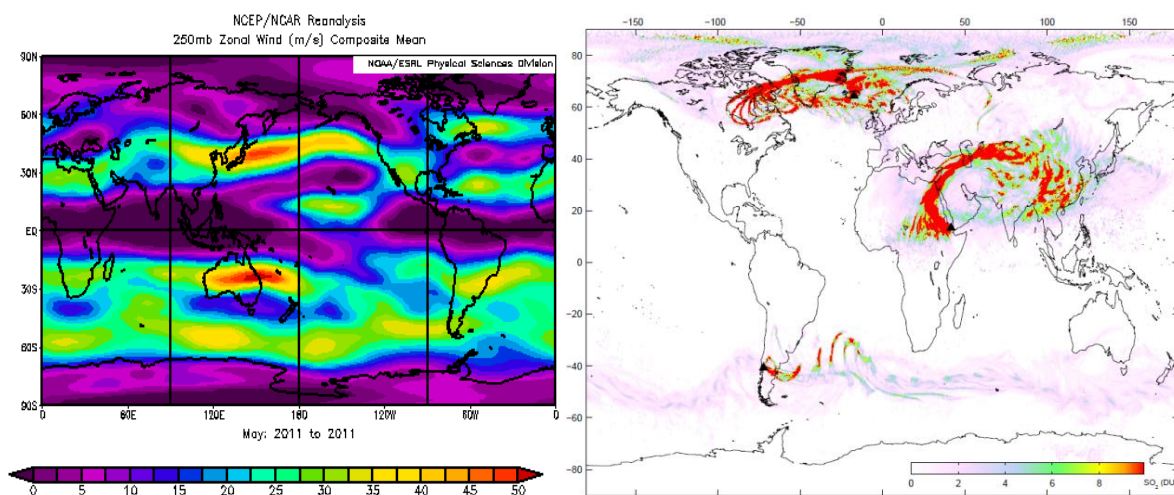 NCEP/NCAR Reanalysis
250mb Zonal Wind (m/s) Composite Mean
NOAA/ESRL Physical Sciences Division
90N
60N
30N
EQ
30S
60S
90S
0
60E
120E
180
120W
60W
0
May: 2011 to 2011
0 5 10 15 20 25 30 35 40 45 50
−150 −100 −50 0 50 100 150
80
60
40
20
0
−20
−40
−60
−80
0 2 4 6 8
SO2 (DU)